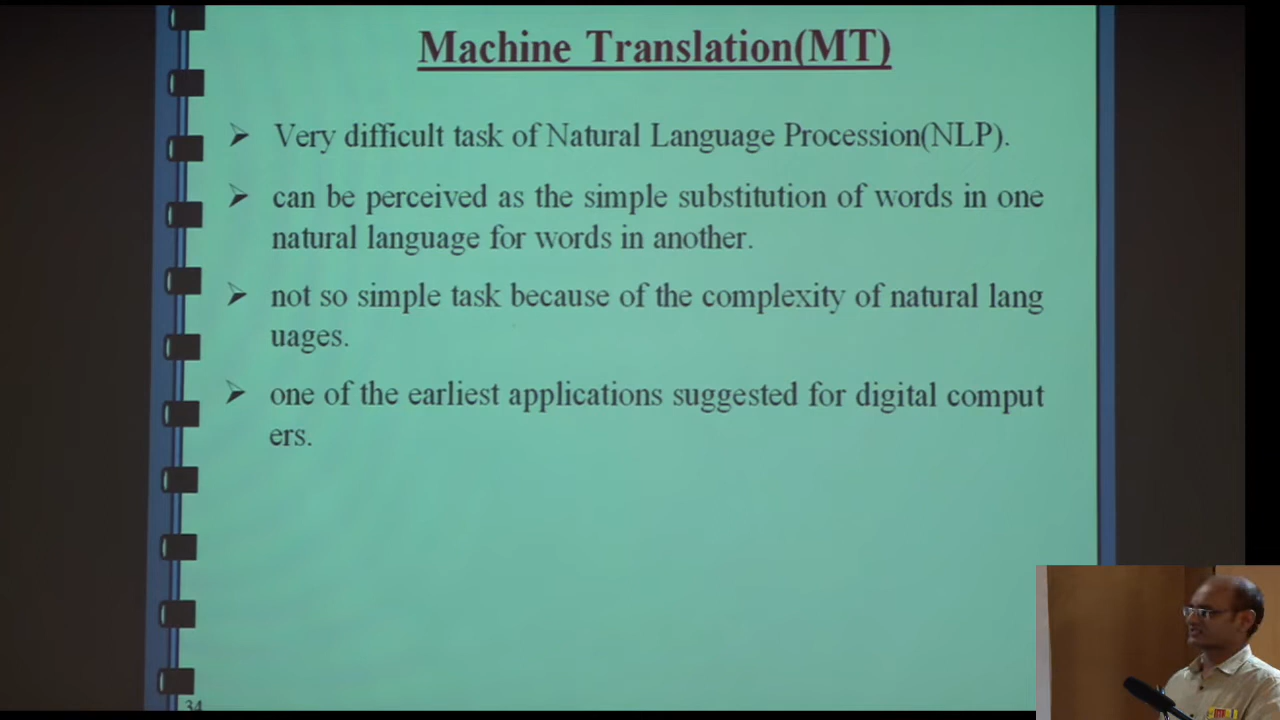 Machine Translation(MT)
➢ Very difficult task of Natural Language Procession(NLP).
➢ can be perceived as the simple substitution of words in one
natural language for words in another.
➢ not so simple task because of the complexity of natural lang
uages.
➢ one of the earliest applications suggested for digital comput
ers.
34